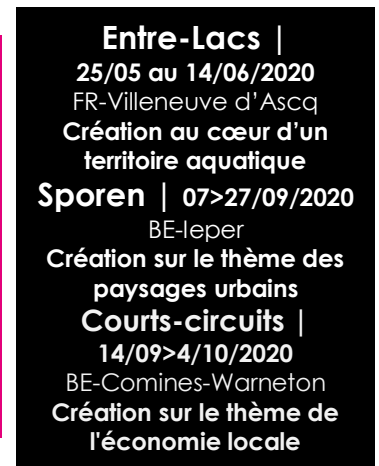 Entre-Lacs |
25/05 au 14/06/2020
FR-Villeneuve d'Ascq
Création au cœur d'un
territoire aquatique
Sporen | 07>27/09/2020
BE-Ieper
Création sur le thème des
paysages urbains
Courts-circuits |
14/09>4/10/2020
BE-Comines-Warneton
Création sur le thème de
l'économie locale